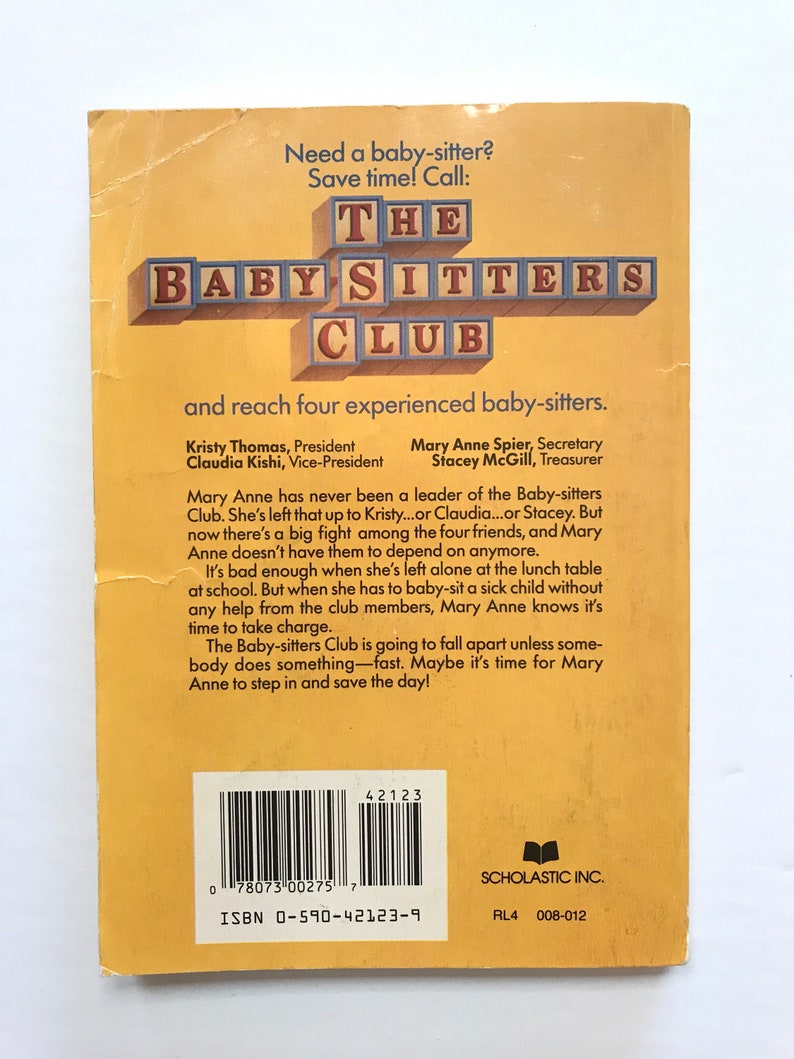 Need a baby-sitter?
Save time! Call:
THE
BABY-SITTERS
CLUB
and reach four experienced baby-sitters.
Kristy Thomas, President Mary Anne Spier, Secretary
Claudia Kishi, Vice-President Stacey McGill, Treasurer
Mary Anne has never been a leader of the Baby-sitters
Club. She's left that up to Kristy...or Claudia...or Stacey. But
now there's a big fight among the four friends, and Mary
Anne doesn't have them to depend on anymore.
It's bad enough when she's left alone at the lunch table
at school. But when she has to baby-sit a sick child without
any help from the club members, Mary Anne knows it's
time to take charge.
The Baby-sitters Club is going to fall apart unless some-
body does something—fast. Maybe it's time for Mary
Anne to step in and save the day!
42123
0 78073 00275 7
ISBN 0-590-42123-9
SCHOLASTIC INC.
RL4 008-012